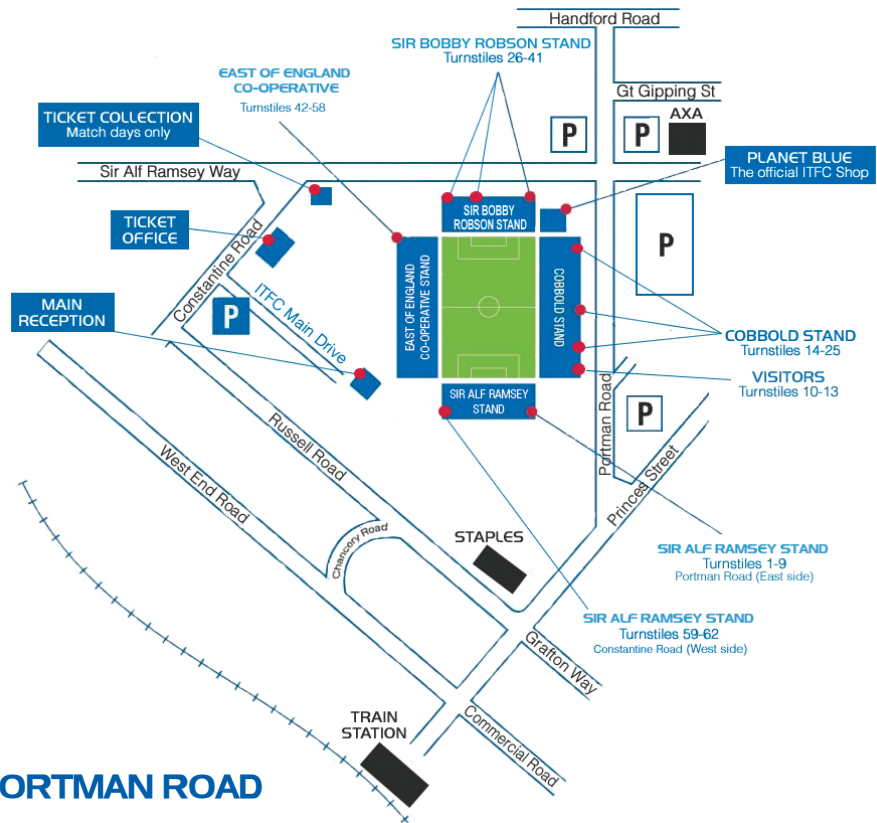 Handford Road
SIR BOBBY ROBSON STAND
Turnstiles 26-41
EAST OF ENGLAND
CO-OPERATIVE
Turnstiles 42-58
Gt Gipping St
TICKET COLLECTION
Match days only
P
P
AXA
PLANET BLUE
The official ITFC Shop
Sir Alf Ramsey Way
SIR BOBBY
ROBSON STAND
TICKET
OFFICE
Constantine Road
P
EAST OF ENGLAND
CO-OPERATIVE STAND
COBBOLD STAND
MAIN
RECEPTION
P
ITFC Main Drive
COBBOLD STAND
Turnstiles 14-25
VISITORS
Turnstiles 10-13
SIR ALF RAMSEY
STAND
Portman Road
P
Russell Road
West End Road
Princes Street
Chancory Road
STAPLES
SIR ALF RAMSEY STAND
Turnstiles 1-9
Portman Road (East side)
SIR ALF RAMSEY STAND
Turnstiles 59-62
Constantine Road (West side)
Grafton Way
Commercial Road
TRAIN
STATION
ORTMAN ROAD